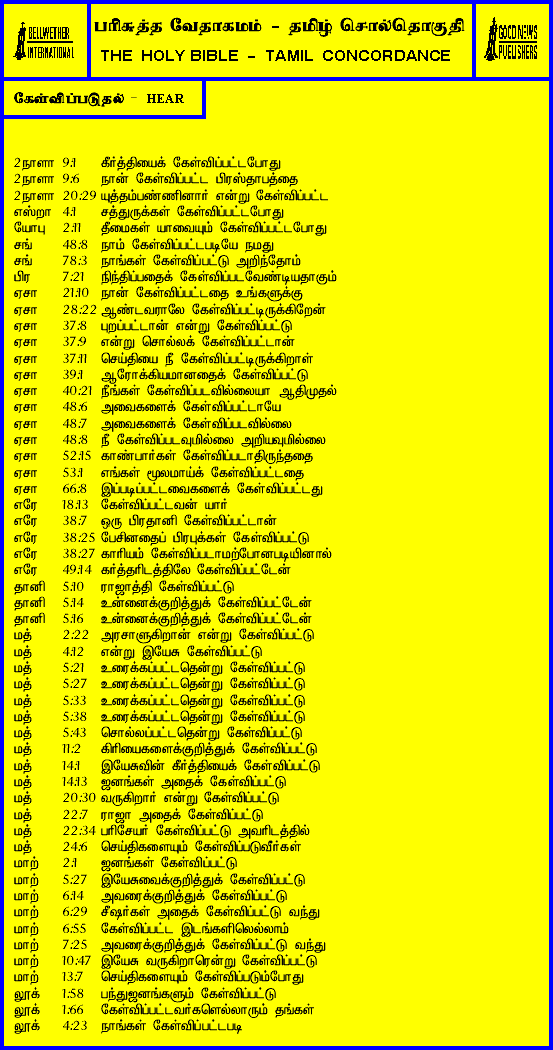 BELLWETHER INTERNATIONAL
பரிசுத்த வேதாகமம் - தமிழ் சொல்தொகுதி
THE HOLY BIBLE - TAMIL CONCORDANCE
GOOD NEWS PUBLISHERS
கேள்விப்படுதல் - HEAR
2நாளா 9:1 கீர்த்தியைக் கேள்விப்பட்டபோது
2நாளா 9:6 நான் கேள்விப்பட்ட பிரஸ்தாபத்தை
2நாளா 20:29 யுத்தம்பண்ணினார் என்று கேள்விப்பட்ட
எஸ்றா 4:1 சத்துருக்கள் கேள்விப்பட்டபோது
யோபு 2:11 தீமைகள் யாவையும் கேள்விப்பட்டபோது
சங் 48:8 நாம் கேள்விப்பட்டபடியே நமது
சங் 78:3 நாங்கள் கேள்விப்பட்டு அறிந்தோம்
பிர 7:21 நிந்திப்பதைக் கேள்விப்படவேண்டியதாகும்
ஏசா 21:10 நான் கேள்விப்பட்டதை உங்களுக்கு
ஏசா 28:22 ஆண்டவராலே கேள்விப்பட்டிருக்கிறேன்
ஏசா 37:8 புறப்பட்டான் என்று கேள்விப்பட்டு
ஏசா 37:9 என்று சொல்லக் கேள்விப்பட்டான்
ஏசா 37:11 செய்தியை நீ கேள்விப்பட்டிருக்கிறாள்
ஏசா 39:1 ஆரோக்கியமானதைக் கேள்விப்பட்டு
ஏசா 40:21 நீங்கள் கேள்விப்படவில்லையா ஆதிமுதல்
ஏசா 48:6 அவைகளைக் கேள்விப்பட்டாயே
ஏசா 48:7 அவைகளைக் கேள்விப்படவில்லை
ஏசா 48:8 நீ கேள்விப்படவுமில்லை அறியவுமில்லை
ஏசா 52:15 காண்பார்கள் கேள்விப்படாதிருந்ததை
ஏசா 53:1 எங்கள் மூலமாய்க் கேள்விப்பட்டதை
ஏசா 66:8 இப்படிப்பட்டவைகளைக் கேள்விப்பட்டது
எரே 18:13 கேள்விப்பட்டவன் யார்
எரே 38:7 ஒரு பிரதானி கேள்விப்பட்டான்
எரே 38:25 பேசினதைப் பிரபுக்கள் கேள்விப்பட்டு
எரே 38:27 காரியம் கேள்விப்படாமற்போனபடியினால்
எரே 49:14 கர்த்தரிடத்திலே கேள்விப்பட்டேன்
தானி 5:10 ராஜாத்தி கேள்விப்பட்டு
தானி 5:14 உன்னைக்குறித்துக் கேள்விப்பட்டேன்
தானி 5:16 உன்னைக்குறித்துக் கேள்விப்பட்டேன்
மத் 2:22 அரசாளுகிறான் என்று கேள்விப்பட்டு
மத் 4:12 என்று இயேசு கேள்விப்பட்டு
மத் 5:21 உரைக்கப்பட்டதென்று கேள்விப்பட்டு
மத் 5:27 உரைக்கப்பட்டதென்று கேள்விப்பட்டு
மத் 5:33 உரைக்கப்பட்டதென்று கேள்விப்பட்டு
மத் 5:38 உரைக்கப்பட்டதென்று கேள்விப்பட்டு
மத் 5:43 சொல்லப்பட்டதென்று கேள்விப்பட்டு
மத் 11:2 கிரியைகளைக்குறித்துக் கேள்விப்பட்டு
மத் 14:1 இயேசுவின் கீர்த்தியைக் கேள்விப்பட்டு
மத் 14:13 ஜனங்கள் அதைக் கேள்விப்பட்டு
மத் 20:30 வருகிறார் என்று கேள்விப்பட்டு
மத் 22:7 ராஜா அதைக் கேள்விப்பட்டு
மத் 22:34 பரிசேயர் கேள்விப்பட்டு அவரிடத்தில்
மத் 24:6 செய்திகளையும் கேள்விப்படுவீர்கள்
மாற் 2:1 ஜனங்கள் கேள்விப்பட்டு
மாற் 5:27 இயேசுவைக்குறித்துக் கேள்விப்பட்டு
மாற் 6:14 அவரைக்குறித்துக் கேள்விப்பட்டு
மாற் 6:29 சீஷர்கள் அதைக் கேள்விப்பட்டு வந்து
மாற் 6:55 கேள்விப்பட்ட இடங்களிலெல்லாம்
மாற் 7:25 அவரைக்குறித்துக் கேள்விப்பட்டு வந்து
மாற் 10:47 இயேசு வருகிறாரென்று கேள்விப்பட்டு
மாற் 13:7 செய்திகளையும் கேள்விப்படும்போது
லூக் 1:58 பந்துஜனங்களும் கேள்விப்பட்டு
லூக் 1:66 கேள்விப்பட்டவர்களெல்லாரும் தங்கள்
லூக் 4:23 நாங்கள் கேள்விப்பட்டபடி